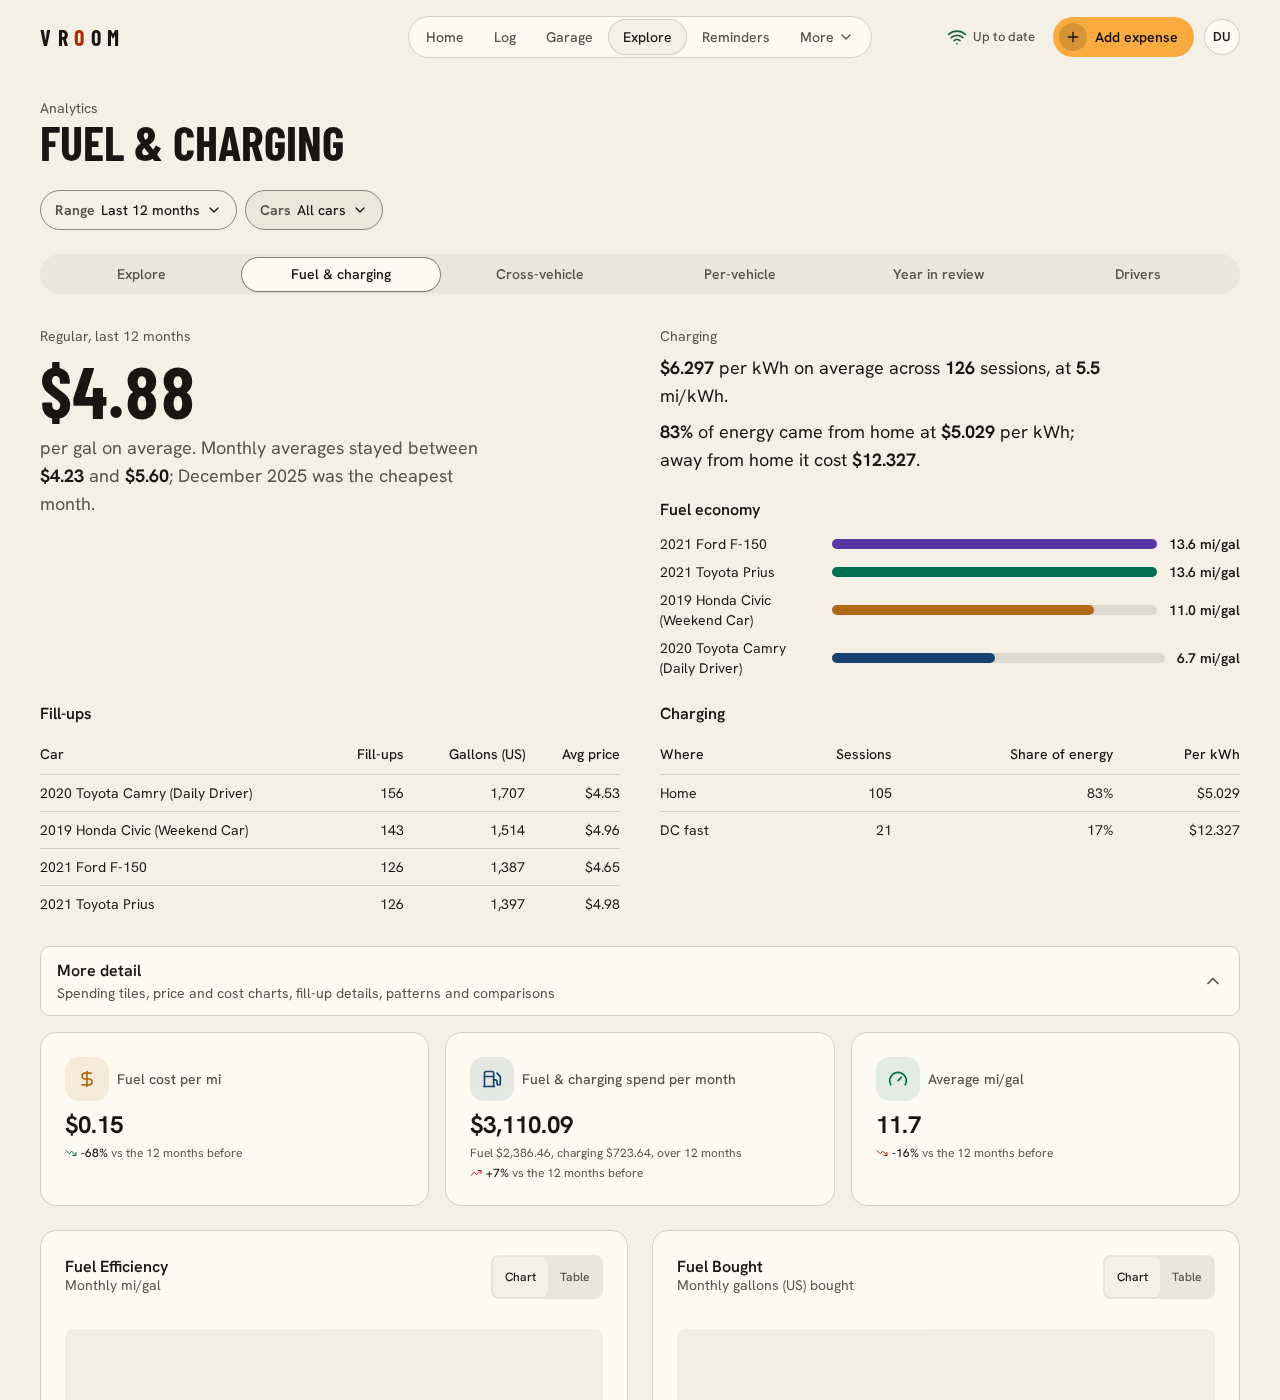 VROOM
Home
Log
Garage
Explore
Reminders
More
Up to date
Add expense
DU
Analytics
FUEL & CHARGING
Range Last 12 months
Cars All cars
Explore
Fuel & charging
Cross-vehicle
Per-vehicle
Year in review
Drivers
Regular, last 12 months
$4.88
per gal on average. Monthly averages stayed between
$4.23 and $5.60; December 2025 was the cheapest
month.
Charging
$6.297 per kWh on average across 126 sessions, at 5.5
mi/kWh.
83% of energy came from home at $5.029 per kWh;
away from home it cost $12.327.
Fuel economy
2021 Ford F-150 13.6 mi/gal
2021 Toyota Prius 13.6 mi/gal
2019 Honda Civic
(Weekend Car) 11.0 mi/gal
2020 Toyota Camry
(Daily Driver) 6.7 mi/gal
Fill-ups
Car Fill-ups Gallons (US) Avg price
2020 Toyota Camry (Daily Driver) 156 1,707 $4.53
2019 Honda Civic (Weekend Car) 143 1,514 $4.96
2021 Ford F-150 126 1,387 $4.65
2021 Toyota Prius 126 1,397 $4.98
Charging
Where Sessions Share of energy Per kWh
Home 105 83% $5.029
DC fast 21 17% $12.327
More detail
Spending tiles, price and cost charts, fill-up details, patterns and comparisons
Fuel cost per mi
$0.15
-68% vs the 12 months before
Fuel & charging spend per month
$3,110.09
Fuel $2,386.46, charging $723.64, over 12 months
+7% vs the 12 months before
Average mi/gal
11.7
-16% vs the 12 months before
Fuel Efficiency
Monthly mi/gal
Chart
Table
Fuel Bought
Monthly gallons (US) bought
Chart
Table